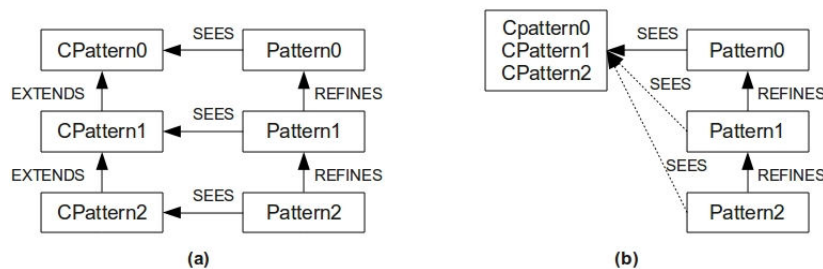 CPattern0
SEES
Pattern0
EXTENDS
REFINES
CPattern1
SEES
Pattern1
EXTENDS
REFINES
CPattern2
SEES
Pattern2
(a)
Cpattern0
CPattern1
CPattern2
SEES
Pattern0
SEES
REFINES
Pattern1
SEES
REFINES
Pattern2
(b)